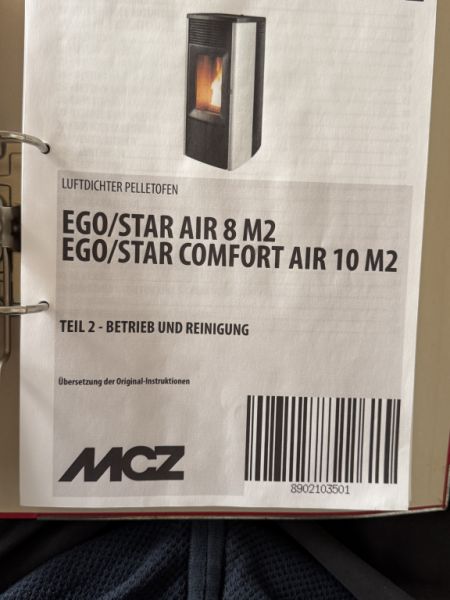 LUFTDICHTER PELLETOFEN
EGO/STAR AIR 8 M2
EGO/STAR COMFORT AIR 10 M2
TEIL 2 - BETRIEB UND REINIGUNG
Übersetzung der Original-Instruktionen
MCZ
8902103501